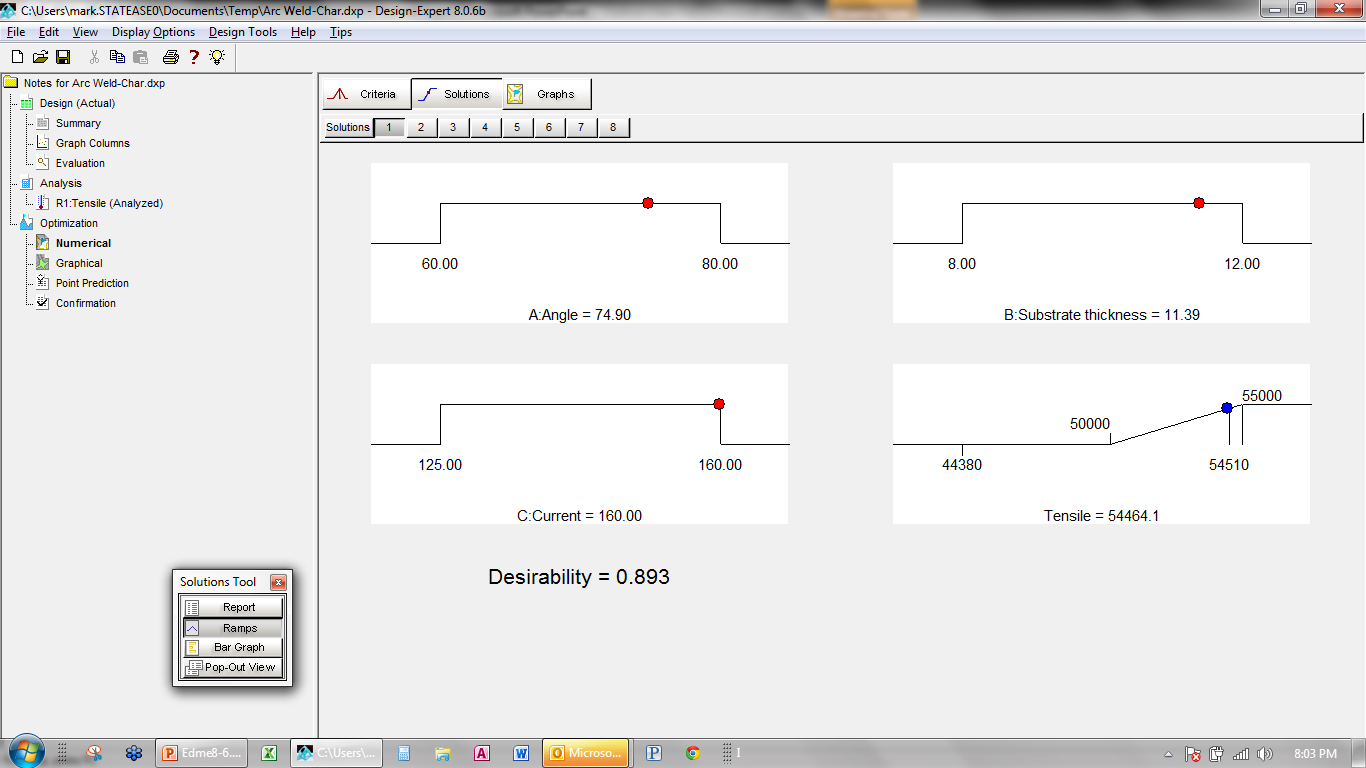 C:\Users\mark.STATEASE0\Documents\Temp\Arc Weld-Char.dxp - Design-Expert 8.0.6b
File Edit View Display Options Design Tools Help Tips
Notes for Arc Weld-Char.dxp
Design (Actual)
Summary
Graph Columns
Evaluation
Analysis
R1:Tensile (Analyzed)
Optimization
Numerical
Graphical
Point Prediction
Confirmation
Criteria Solutions Graphs
Solutions 1 2 3 4 5 6 7 8
60.00 80.00
A:Angle = 74.90
8.00 12.00
B:Substrate thickness = 11.39
125.00 160.00
C:Current = 160.00
55000
50000
44380 54510
Tensile = 54464.1
Desirability = 0.893
Solutions Tool
Report
Ramps
Bar Graph
Pop-Out View
Edme8-6.... C:\Users\... Microso... 8:03 PM